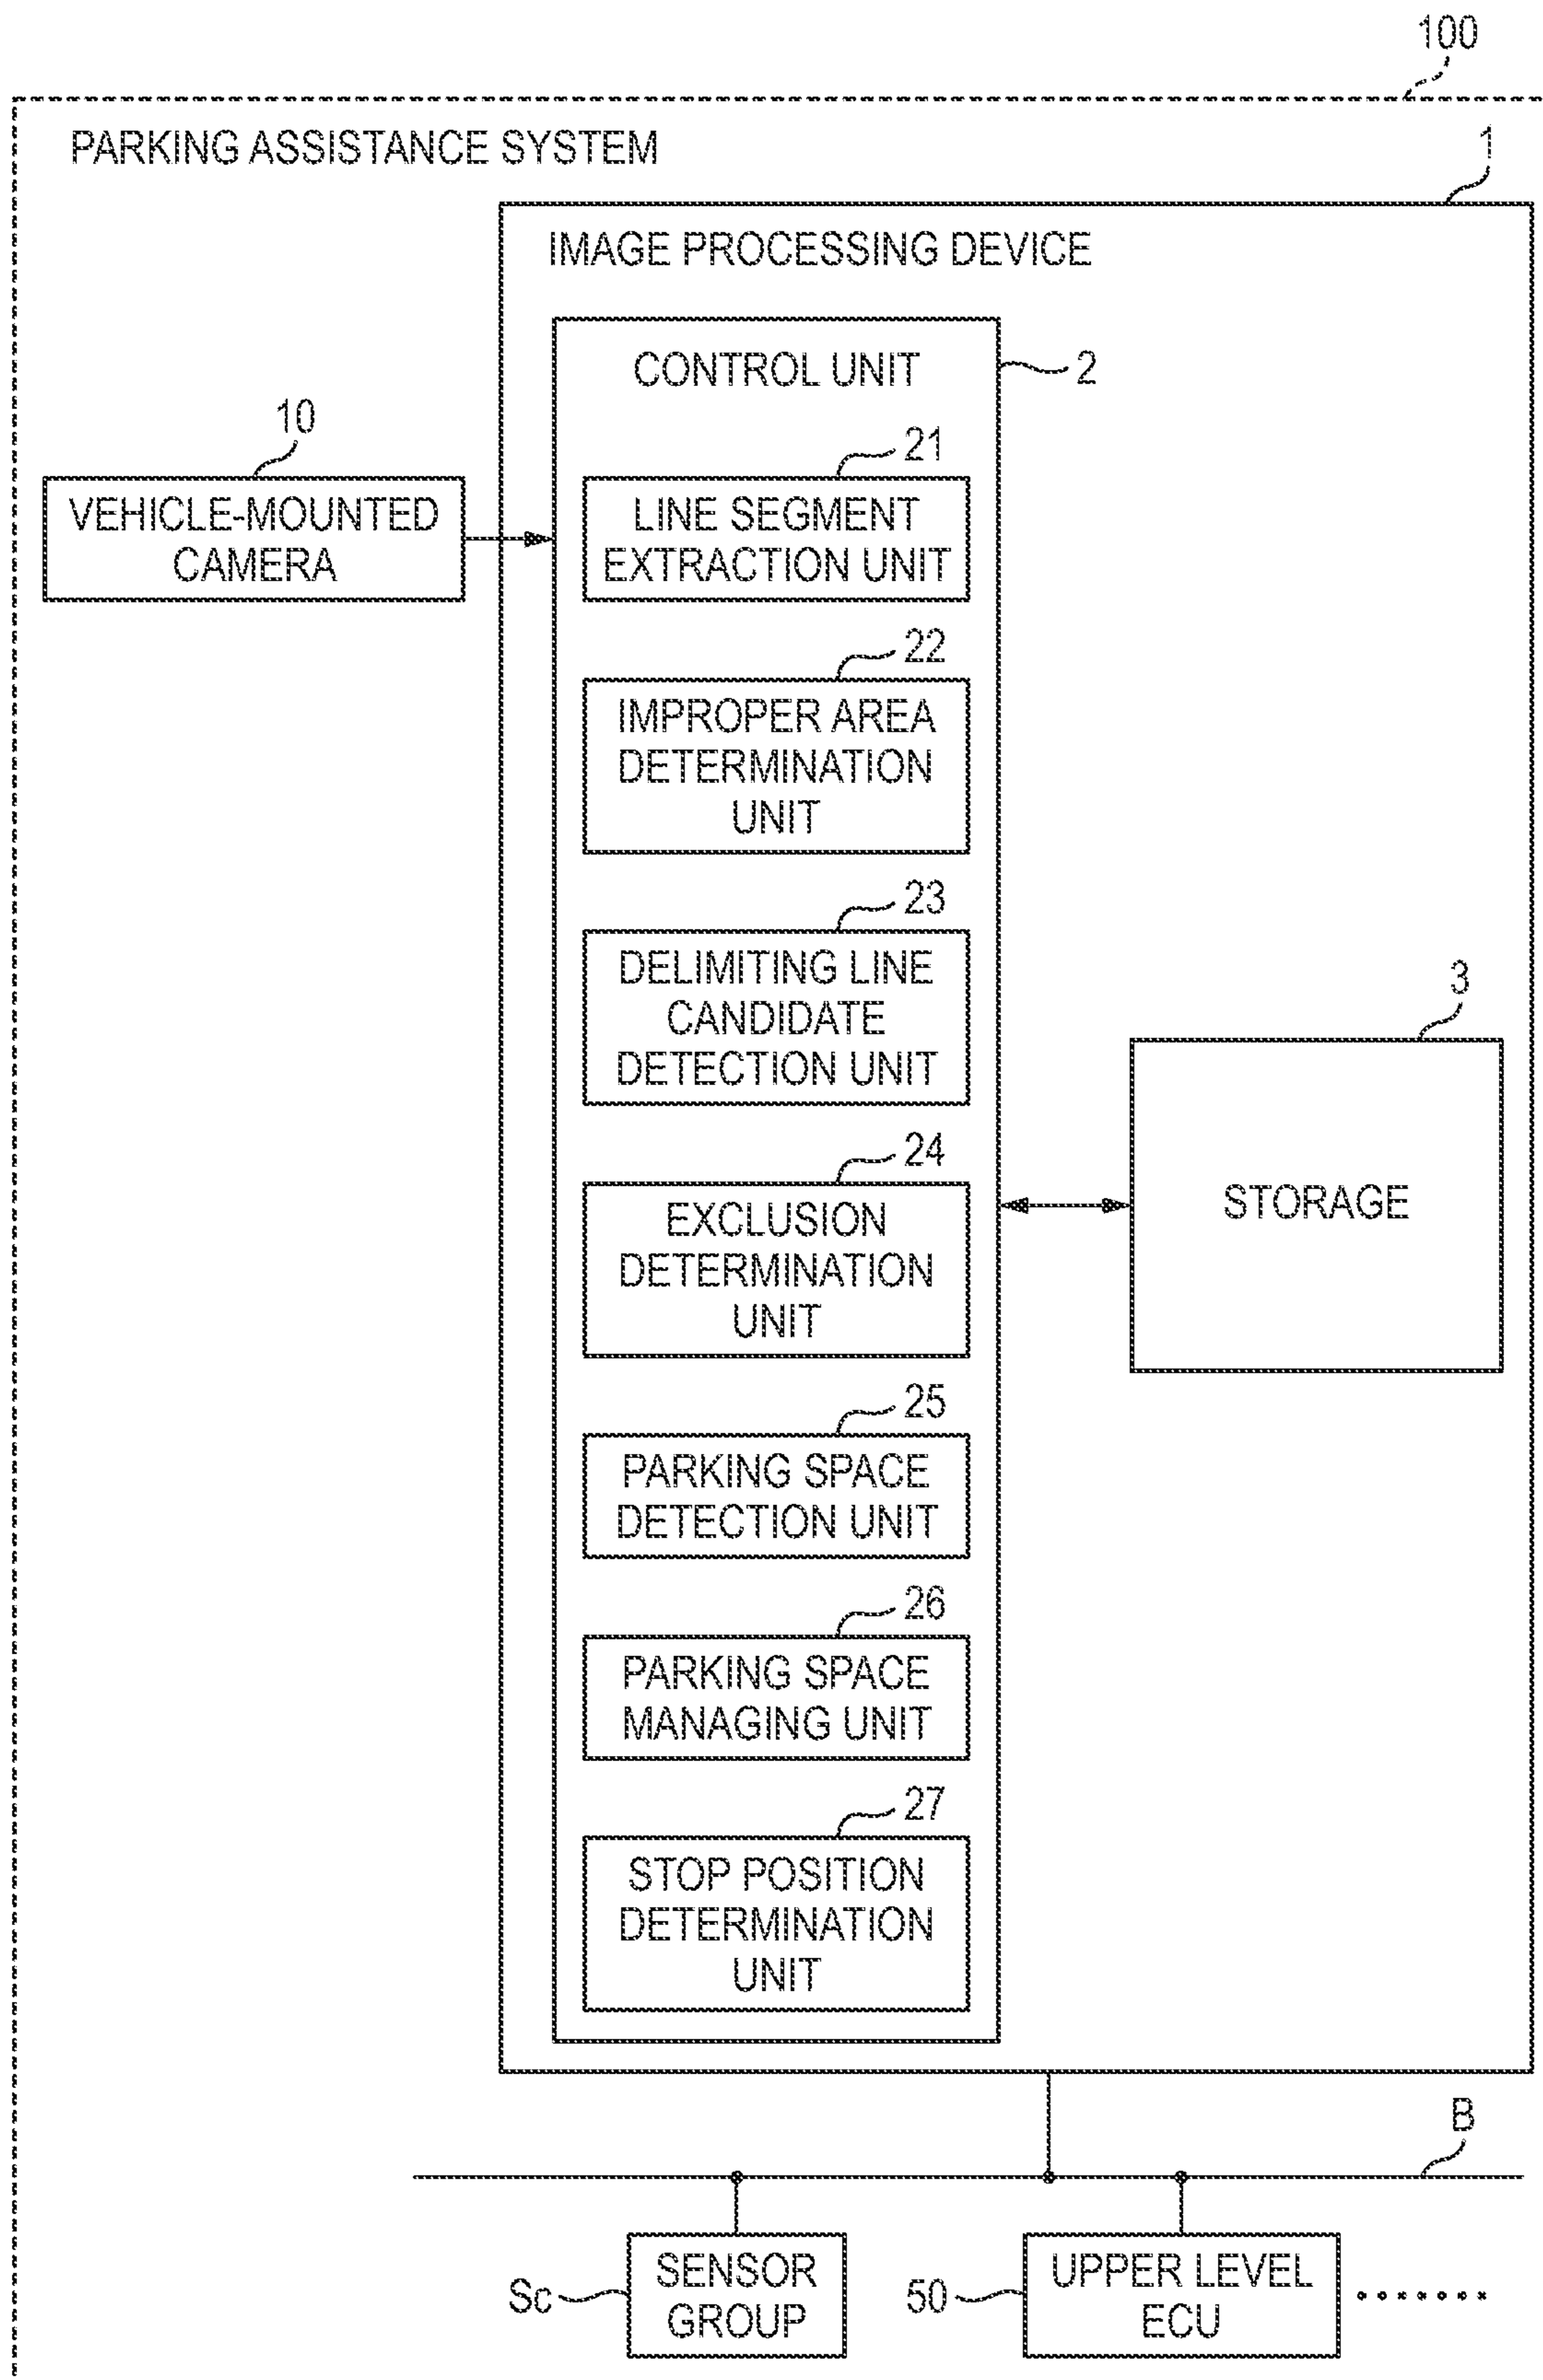 100
PARKING ASSISTANCE SYSTEM
1
IMAGE PROCESSING DEVICE
CONTROL UNIT
2
10
VEHICLE-MOUNTED
CAMERA
21
LINE SEGMENT
EXTRACTION UNIT
22
IMPROPER AREA
DETERMINATION
UNIT
23
DELIMITING LINE
CANDIDATE
DETECTION UNIT
3
STORAGE
24
EXCLUSION
DETERMINATION
UNIT
25
PARKING SPACE
DETECTION UNIT
26
PARKING SPACE
MANAGING UNIT
27
STOP POSITION
DETERMINATION
UNIT
B
Sc
SENSOR
GROUP
50
UPPER LEVEL
ECU
.......